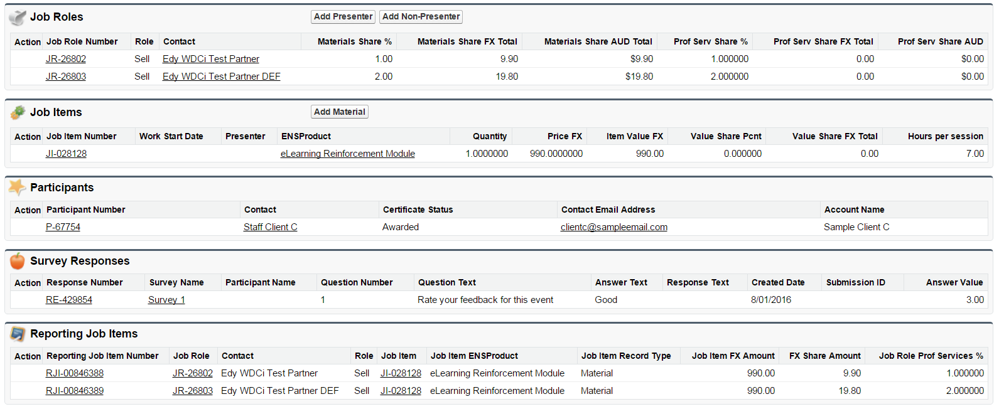 Job Roles Add Presenter Add Non-Presenter
Action Job Role Number Role Contact Materials Share % Materials Share FX Total Materials Share AUD Total Prof Serv Share % Prof Serv Share FX Total Prof Serv Share AUD
JR-26802 Sell Edy WDCi Test Partner 1.00 9.90 $9.90 1.000000 0.00 $0.00
JR-26803 Sell Edy WDCi Test Partner DEF 2.00 19.80 $19.80 2.000000 0.00 $0.00
Job Items Add Material
Action Job Item Number Work Start Date Presenter ENSProduct Quantity Price FX Item Value FX Value Share Pcnt Value Share FX Total Hours per session
JI-028128 eLearning Reinforcement Module 1.0000000 990.0000000 990.00 0.000000 0.00 7.00
Participants
Action Participant Number Contact Certificate Status Contact Email Address Account Name
P-67754 Staff Client C Awarded clientc@sampleemail.com Sample Client C
Survey Responses
Action Response Number Survey Name Participant Name Question Number Question Text Answer Text Response Text Created Date Submission ID Answer Value
RE-429854 Survey 1 1 Rate your feedback for this event Good 8/01/2016 3.00
Reporting Job Items
Action Reporting Job Item Number Job Role Contact Role Job Item Job Item ENSProduct Job Item Record Type Job Item FX Amount FX Share Amount Job Role Prof Services %
RJI-00846388 JR-26802 Edy WDCi Test Partner Sell JI-028128 eLearning Reinforcement Module Material 990.00 9.90 1.000000
RJI-00846389 JR-26803 Edy WDCi Test Partner DEF Sell JI-028128 eLearning Reinforcement Module Material 990.00 19.80 2.000000